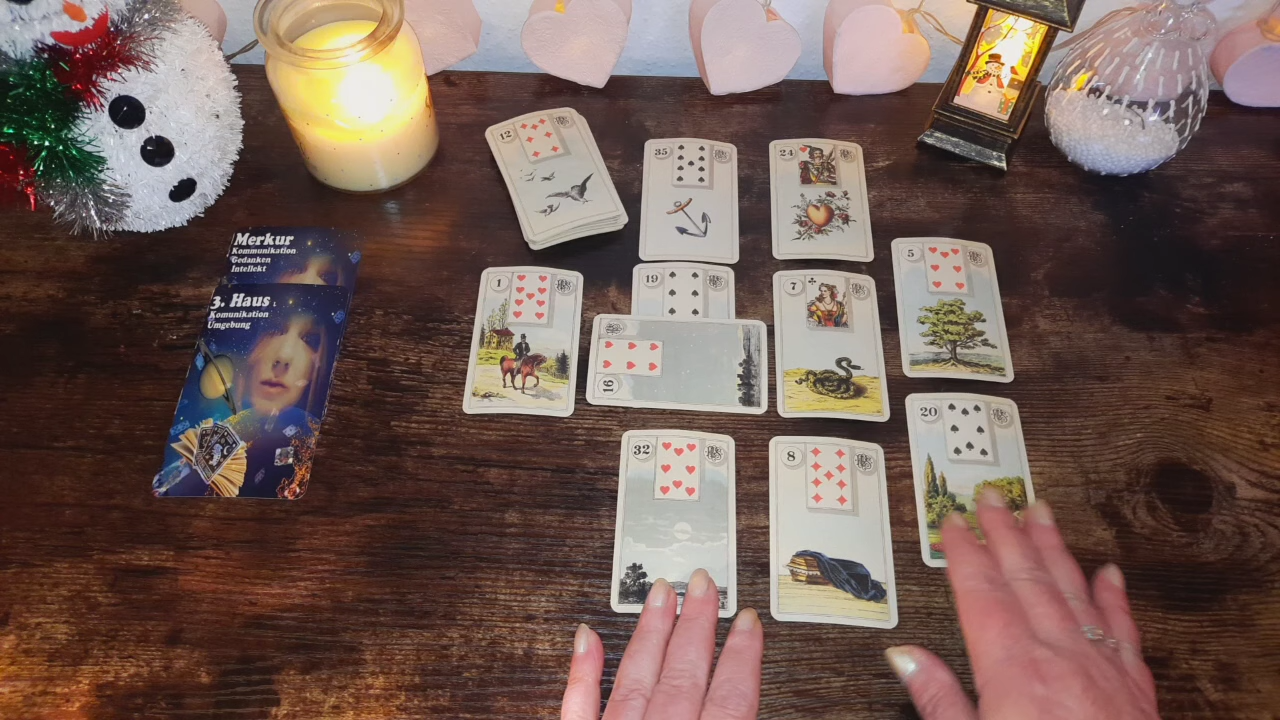 12
35
24
Merkur
Kommunikation
Gedanken
Intellekt
3. Haus
Komunikation
Umgebung
1
19
7
5
16
32
8
20